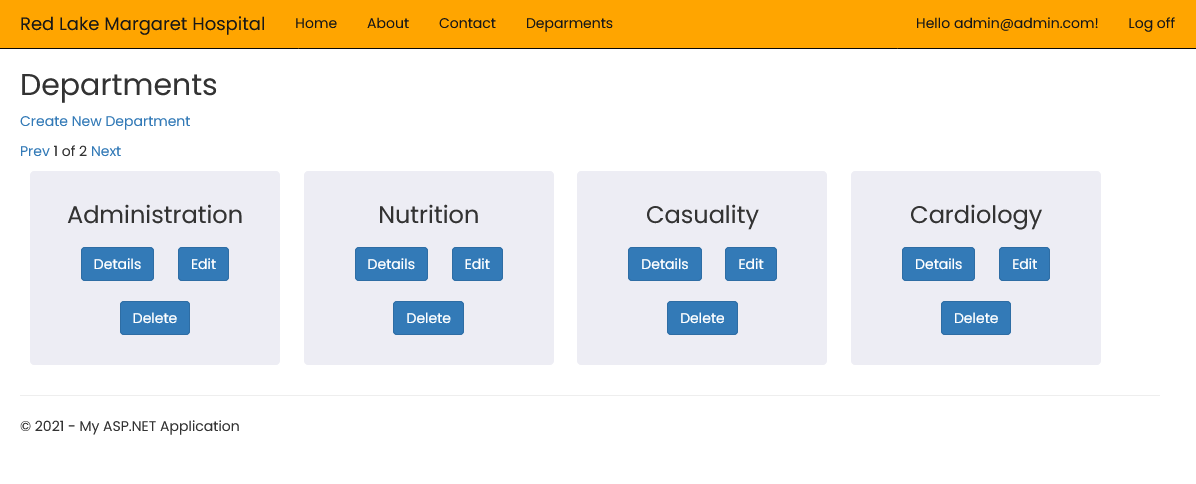 Red Lake Margaret Hospital Home About Contact Deparments Hello admin@admin.com! Log off
Departments
Create New Department
Prev 1 of 2 Next
Administration Nutrition Casuality Cardiology
Details Edit Details Edit Details Edit Details Edit
Delete Delete Delete Delete
© 2021 - My ASP.NET Application